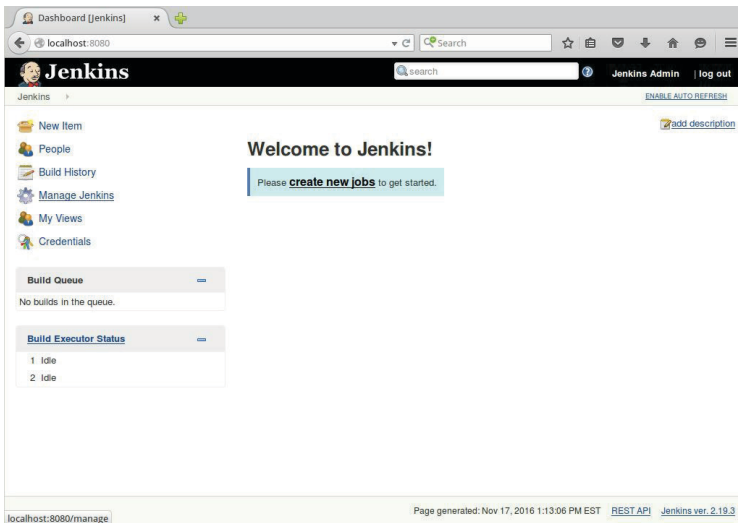 Dashboard [Jenkins]
localhost:8080
Search
Jenkins
search
Jenkins Admin | log out
Jenkins
ENABLE AUTO REFRESH
New Item
People
Build History
Manage Jenkins
My Views
Credentials
add description
Welcome to Jenkins!
Please create new jobs to get started.
Build Queue
No builds in the queue.
Build Executor Status
1 Idle
2 Idle
Page generated: Nov 17, 2016 1:13:06 PM EST REST API Jenkins ver. 2.19.3
localhost:8080/manage